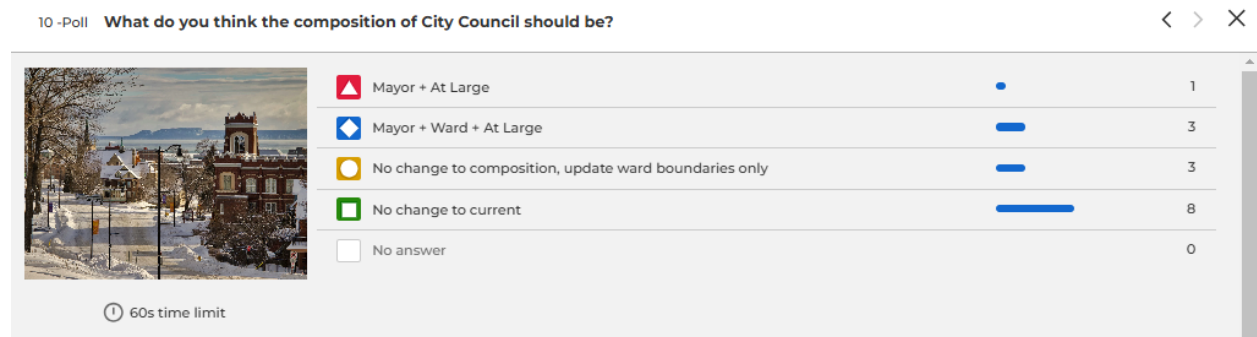 10 -Poll What do you think the composition of City Council should be?
Mayor + At Large 1
Mayor + Ward + At Large 3
No change to composition, update ward boundaries only 3
No change to current 8
No answer 0
60s time limit